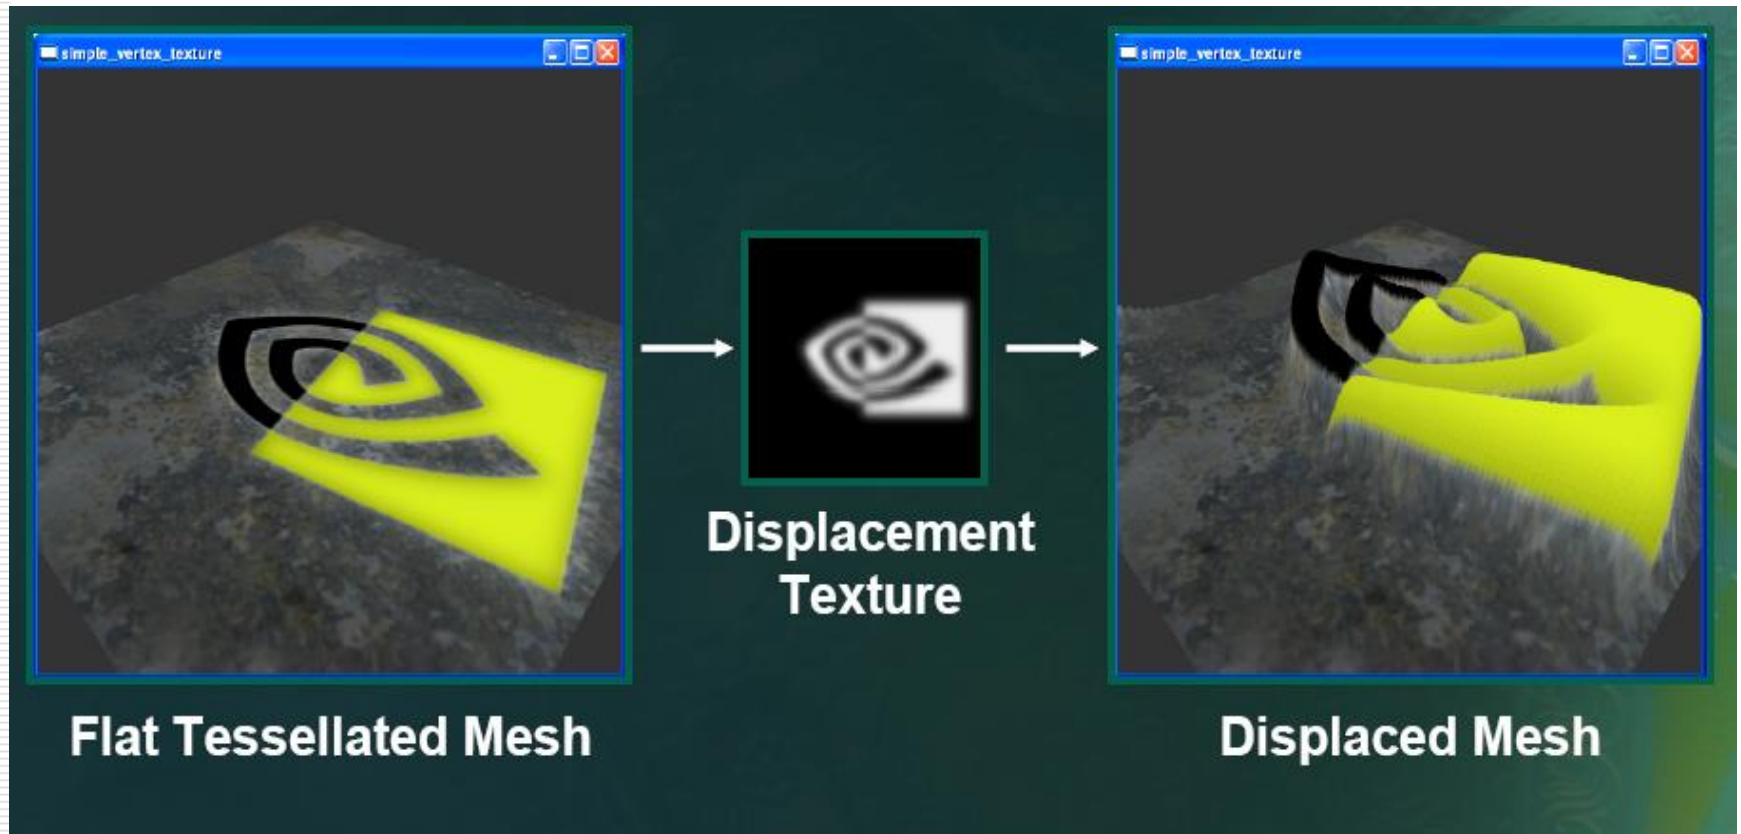 simple_vertex_texture
simple_vertex_texture
Displacement
Texture
Flat Tessellated Mesh
Displaced Mesh